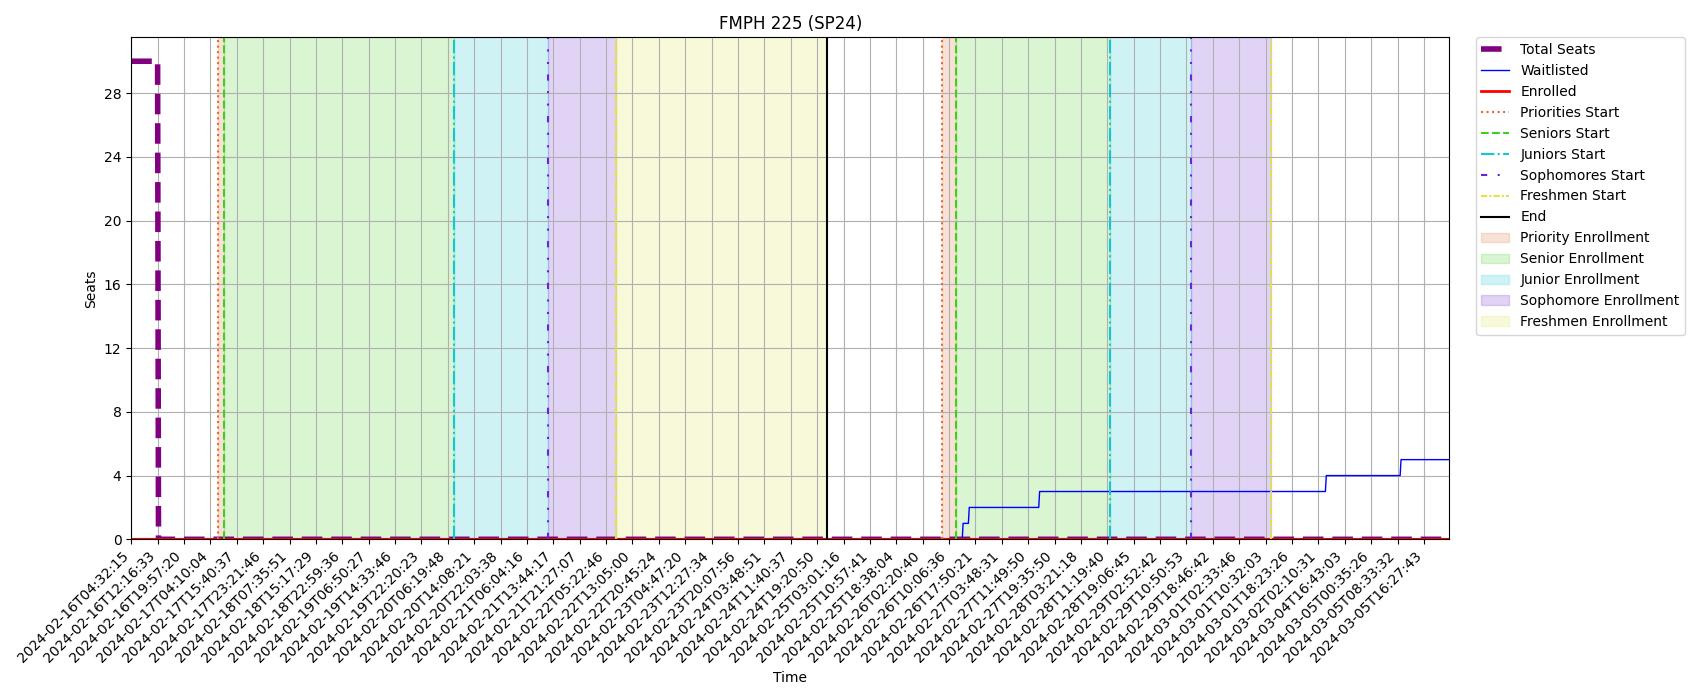 FMPH 225 (SP24)
Seats
28
24
20
16
12
8
4
0
2024-02-16T04:32:15
2024-02-16T12:16:33
2024-02-16T19:57:20
2024-02-17T04:10:04
2024-02-17T15:40:37
2024-02-17T23:21:46
2024-02-18T07:35:51
2024-02-18T15:17:29
2024-02-18T22:59:36
2024-02-19T06:50:27
2024-02-19T14:33:46
2024-02-19T22:20:23
2024-02-20T06:19:48
2024-02-20T14:08:21
2024-02-20T22:03:38
2024-02-21T06:04:16
2024-02-21T13:44:17
2024-02-21T21:27:07
2024-02-22T05:22:46
2024-02-22T13:05:00
2024-02-22T20:45:24
2024-02-23T04:47:20
2024-02-23T12:27:34
2024-02-23T20:07:56
2024-02-24T03:48:51
2024-02-24T11:40:37
2024-02-24T19:20:50
2024-02-25T03:01:16
2024-02-25T10:57:41
2024-02-25T18:38:04
2024-02-26T02:20:40
2024-02-26T10:06:30
2024-02-26T17:50:21
2024-02-27T03:48:31
2024-02-27T11:49:50
2024-02-27T19:35:50
2024-02-28T03:21:18
2024-02-28T11:19:40
2024-02-28T19:06:45
2024-02-29T02:52:42
2024-02-29T10:50:53
2024-02-29T18:46:42
2024-03-01T02:33:46
2024-03-01T10:32:03
2024-03-01T18:23:26
2024-03-02T02:10:31
2024-03-04T16:43:03
2024-03-05T00:35:26
2024-03-05T08:33:32
2024-03-05T16:27:43
Time
Total Seats
Waitlisted
Enrolled
Priorities Start
Seniors Start
Juniors Start
Sophomores Start
Freshmen Start
End
Priority Enrollment
Senior Enrollment
Junior Enrollment
Sophomore Enrollment
Freshmen Enrollment